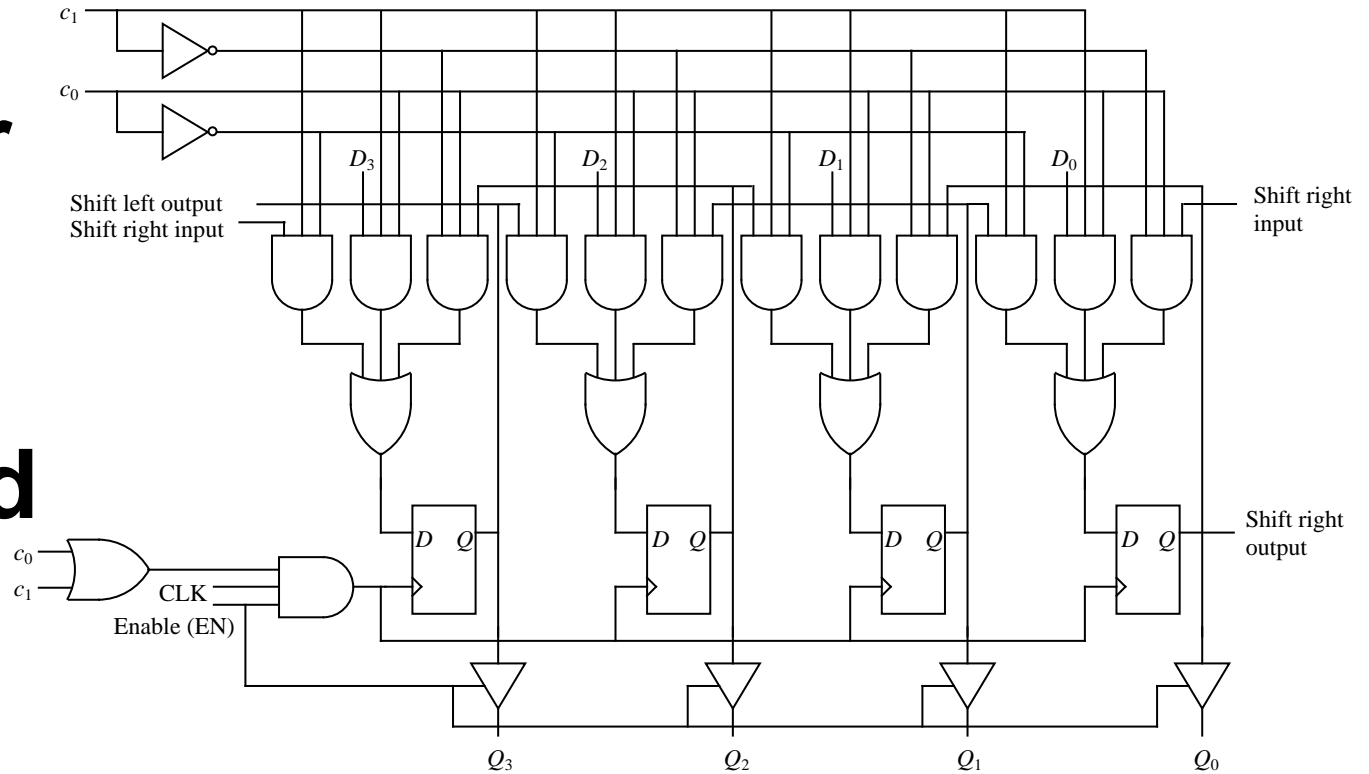 c₁
c₀
r
D₃ D₂ D₁ D₀
Shift left output
Shift right input
Shift right
input
d
D Q D Q D Q D Q
Shift right
output
c₀
c₁
CLK
Enable (EN)
Q₃ Q₂ Q₁ Q₀